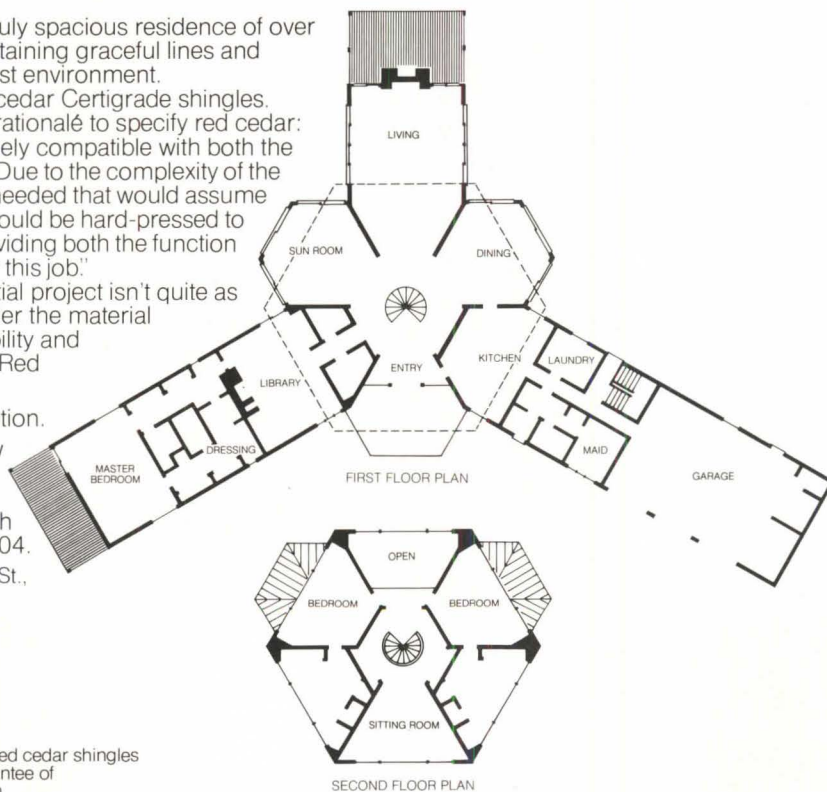 uly spacious residence of over
taining graceful lines and
st environment.
cedar Certigrade shingles.
rationalé to specify red cedar:
ely compatible with both the
Due to the complexity of the
needed that would assume
ould be hard-pressed to
viding both the function
this job."
tial project isn't quite as
er the material
bility and
Red
tion.
04.
St.,
ed cedar shingles
ntee of
LIVING
SUN ROOM
DINING
ENTRY
KITCHEN
LAUNDRY
LIBRARY
DRESSING
MASTER
BEDROOM
MAID
GARAGE
FIRST FLOOR PLAN
OPEN
BEDROOM
BEDROOM
SITTING ROOM
SECOND FLOOR PLAN